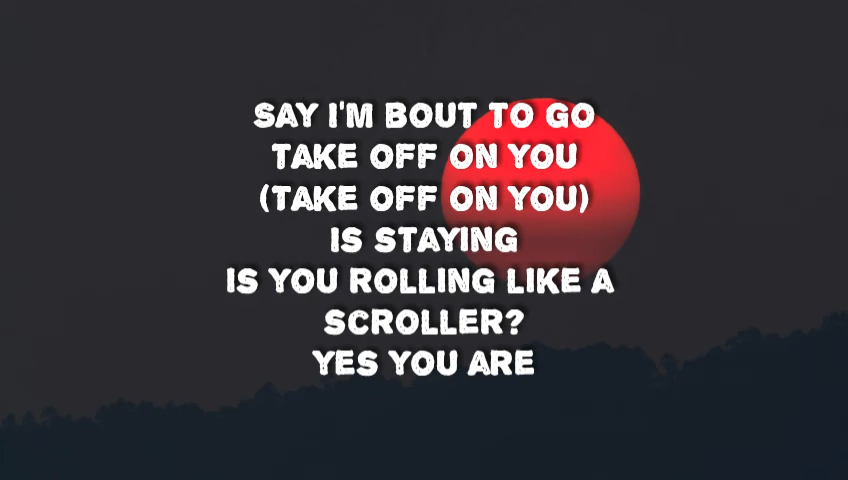 SAY I'M BOUT TO GO
TAKE OFF ON YOU
(TAKE OFF ON YOU)
IS STAYING
IS YOU ROLLING LIKE A
SCROLLER?
YES YOU ARE